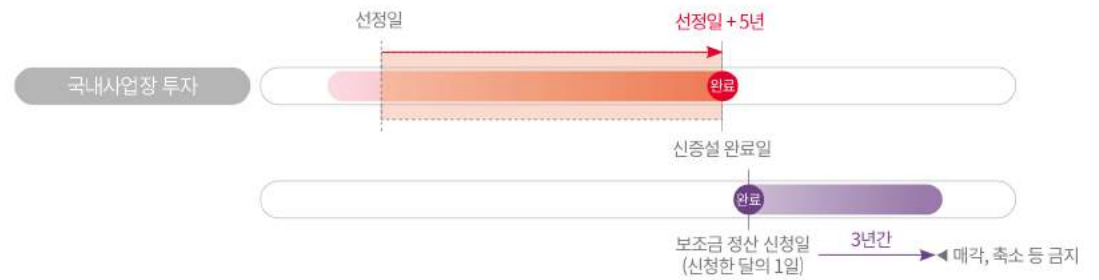 선정일
선정일 + 5년
국내사업장 투자
완료
신증설 완료일
완료
보조금 정산 신청일
(신청한 달의 1일)
3년간
매각, 축소 등 금지